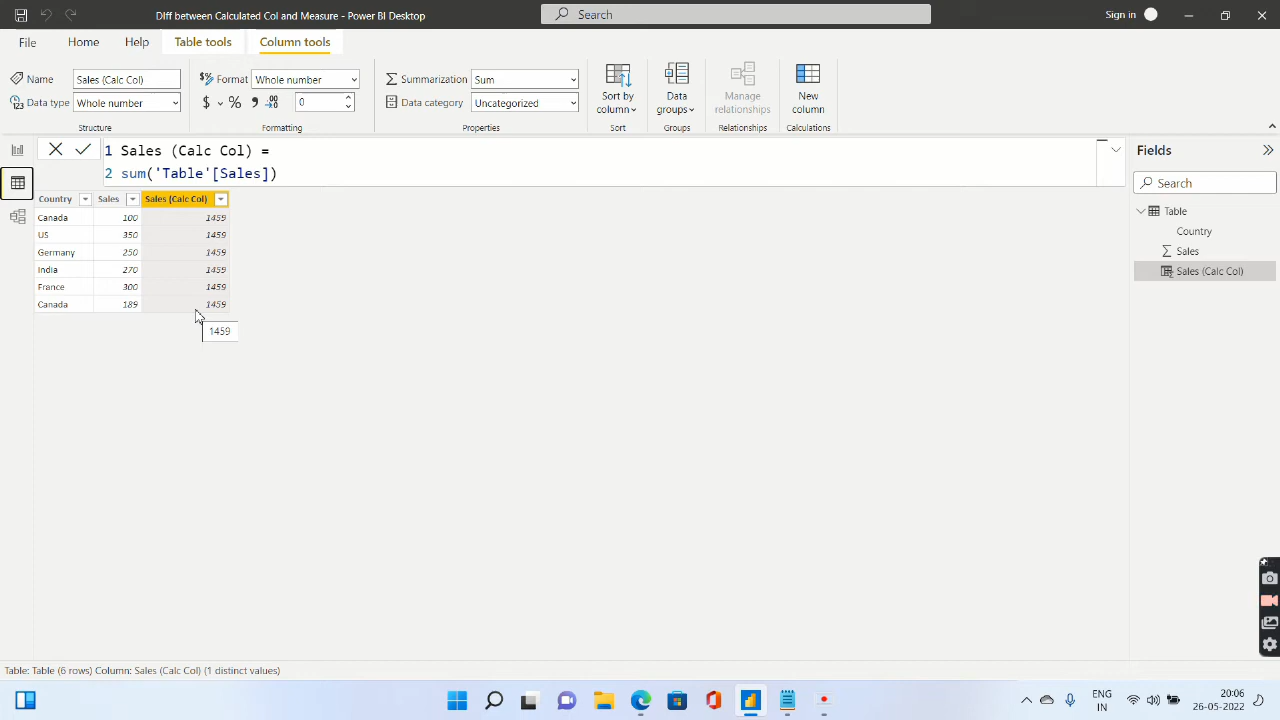 DIff between Calculated Col and Measure - Power BI Desktop
Search
Sign in
File
Home
Help
Table tools
Column tools
Name
Sales (Calc Col)
Format
Whole number
Summarization
Sum
Data type
Whole number
$ % 9 .00
0
Data category
Uncategorized
Sort by column
Data groups
Manage relationships
New column
Structure
Formatting
Properties
Sort
Groups
Relationships
Calculations
1 Sales (Calc Col) =
2 sum('Table'[Sales])
Country Sales Sales (Calc Col)
Canada 100 1459
US 350 1459
Germany 250 1459
India 270 1459
France 300 1459
Canada 189 1459
1459
Fields
Search
Table
Country
Sales
Sales (Calc Col)
Table: Table (6 rows) Column: Sales (Calc Col) (1 distinct values)
ENG
IN
20:06
26-05-2022